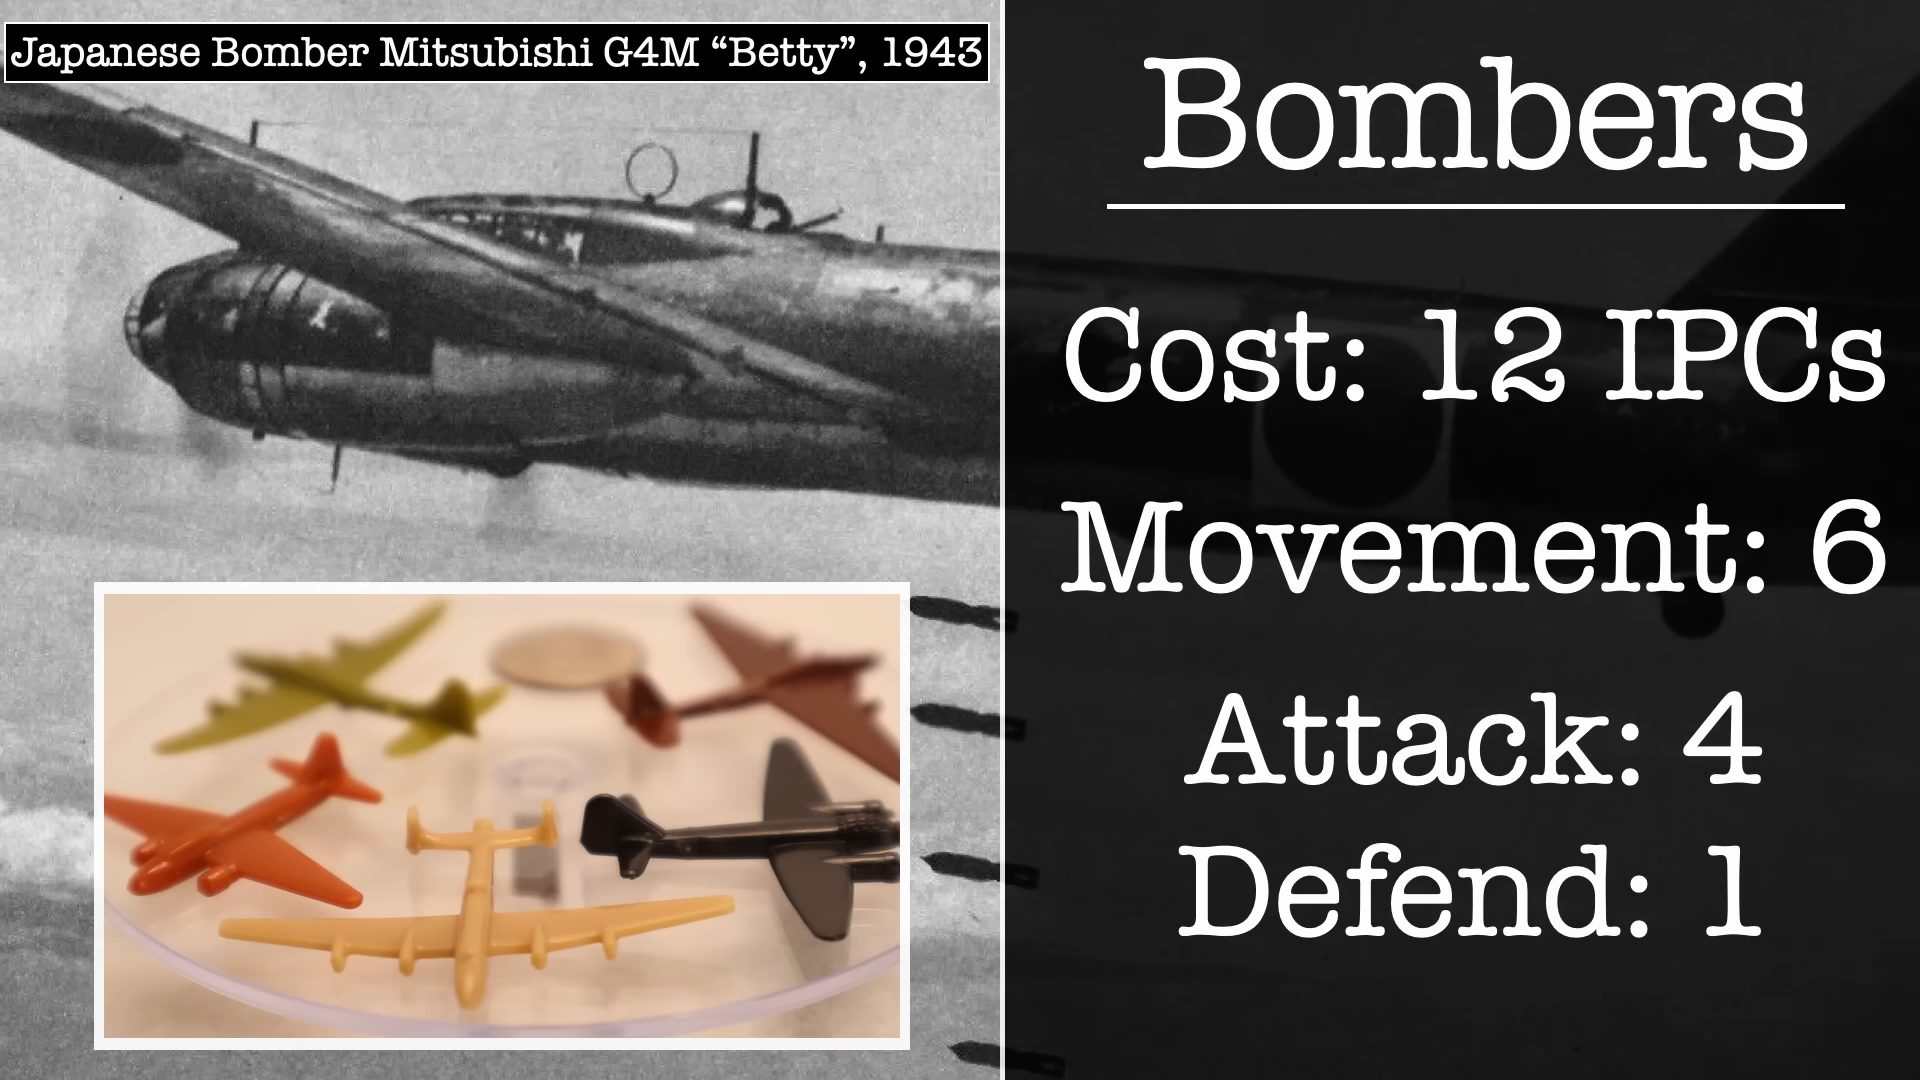 Japanese Bomber Mitsubishi G4M “Betty”, 1943
Bombers
Cost: 12 IPCs
Movement: 6
Attack: 4
Defend: 1